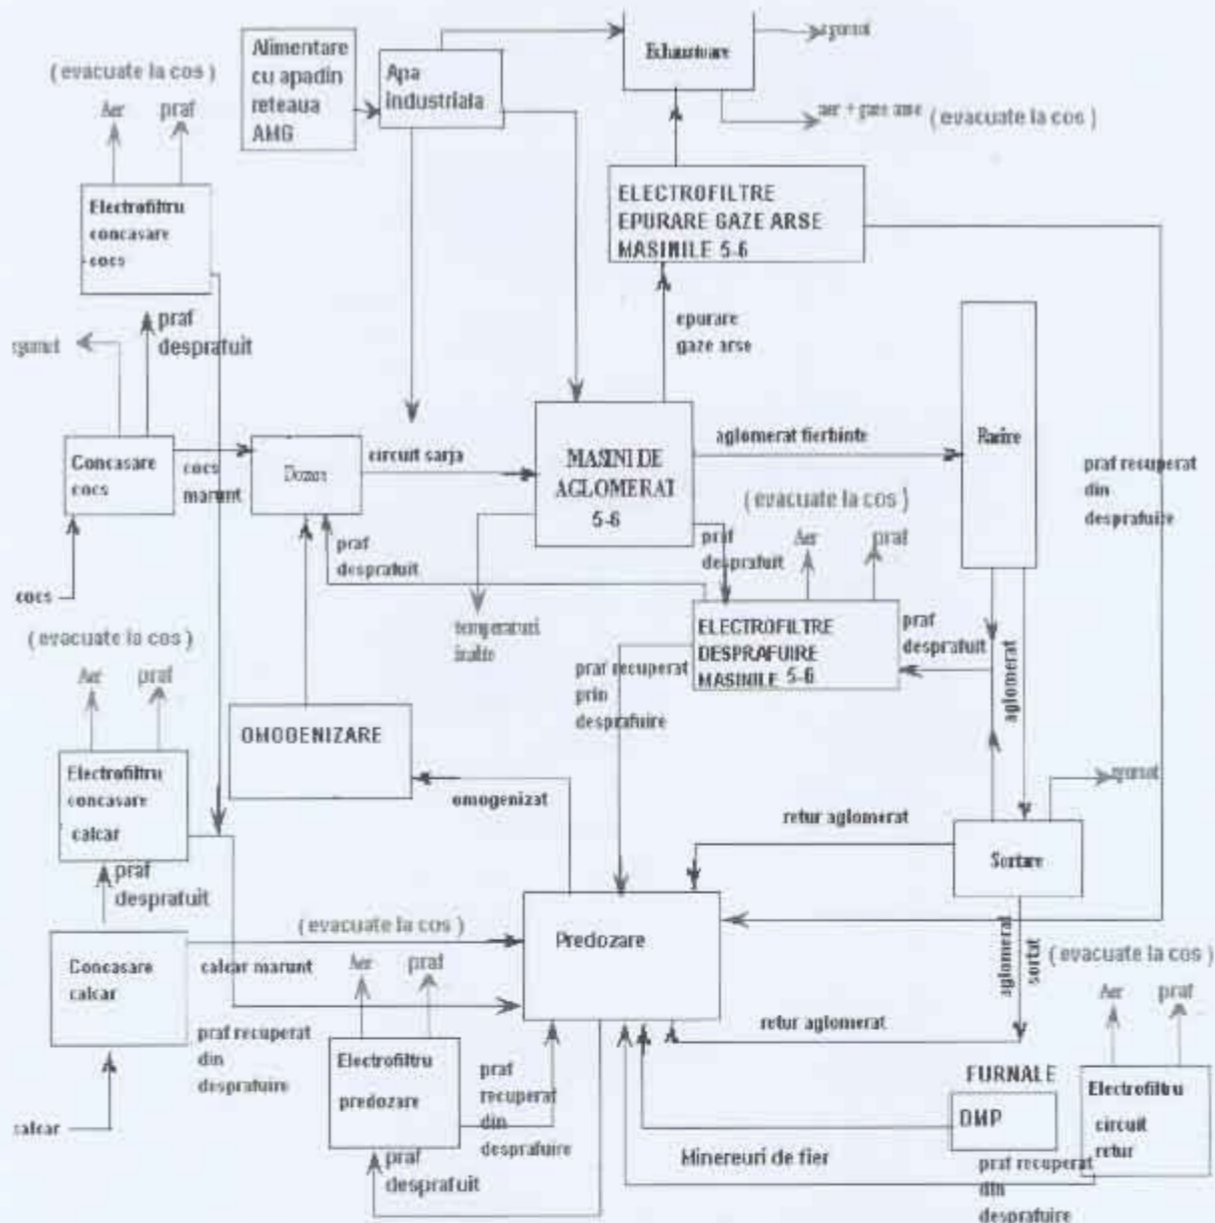 Alimentare
cu apadin
reteaua
AMG
Apa
industriala
Exhaustoare
zgomot
aer + gaze arse
(evacuate la cos)
(evacuate la cos)
Aer
praf
Electrofiltru
concasare
cocs
ELECTROFILTRE
EPURARE GAZE ARSE
MASINILE 5-6
praf
desprafuit
zgomot
epurare
gaze arse
Racire
Concasare
cocs
cocs
marunt
Dozare
circuit sarja
MASINI DE
AGLOMERAT
5-6
aglomerat fierbinte
praf recuperat
din
desprafuire
(evacuate la cos)
Aer
praf
praf
desprafuit
praf
desprafuit
cocs
temperaturi
inalte
ELECTROFILTRE
DESPRAFUIRE
MASINILE 5-6
praf
desprafuit
aglomerat
(evacuate la cos)
Aer
praf
praf recuperat
prin
desprafuire
OMOGENIZARE
Electrofiltru
concasare
calcar
omogenizat
zgomot
retur aglomerat
Sortare
praf
desprafuit
Predozare
(evacuate la cos)
Aer
praf
Concasare
calcar
calcar marunt
aglomerat
sortat
(evacuate la cos)
Aer
praf
praf recuperat
din
desprafuire
retur aglomerat
Electrofiltru
predozare
praf
recuperat
din
desprafuire
FURNALE
DMP
Electrofiltru
circuit
retur
calcar
praf
desprafuit
Minereuri de fier
praf recuperat
din
desprafuire